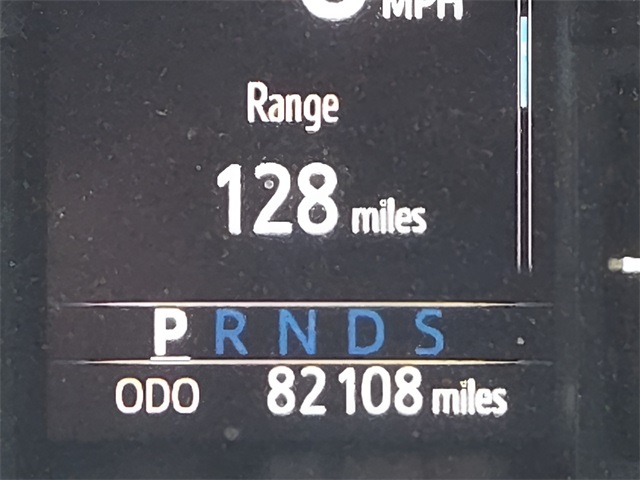 MPH
Range
128 miles
P R N D S
ODO 82108 miles